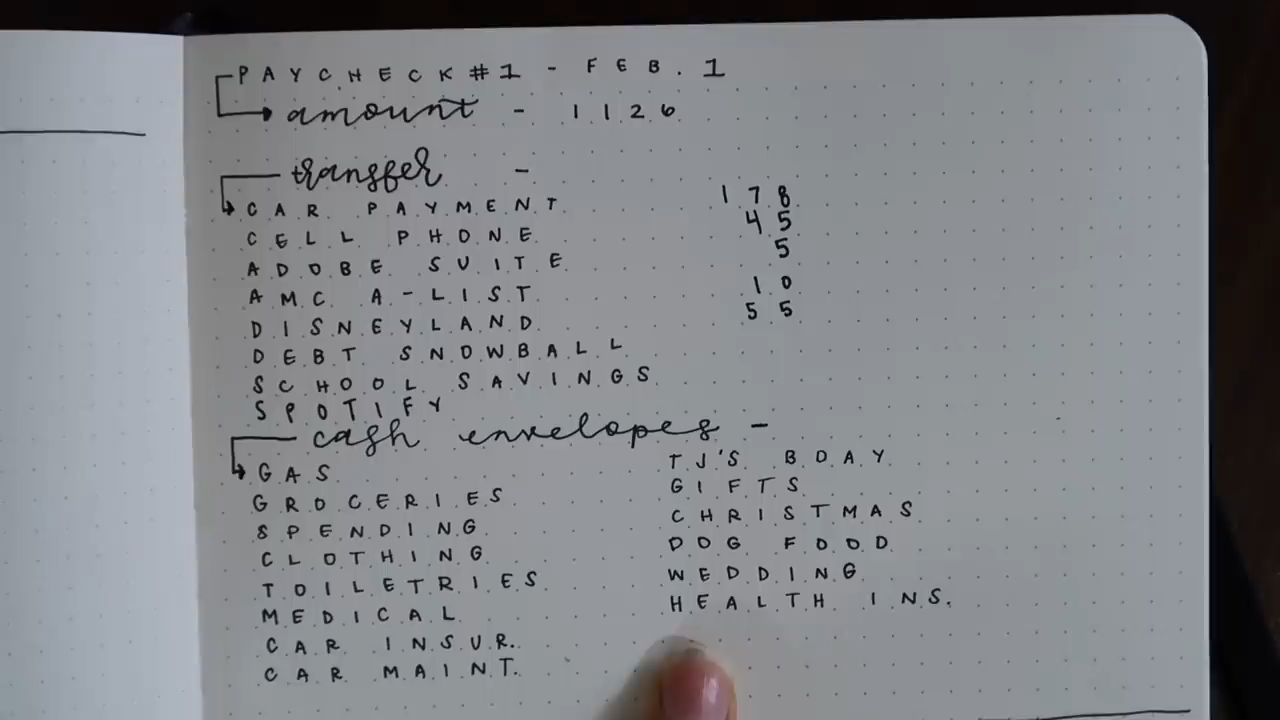 PAYCHECK #1 - FEB. 1
amount - 1126
transfer -
CAR PAYMENT 178
CELL PHONE 45
ADOBE SUITE 5
AMC A-LIST 10
DISNEYLAND 55
DEBT SNOWBALL
SCHOOL SAVINGS
SPOTIFY
cash envelopes -
GAS
GROCERIES
SPENDING
CLOTHING
TOILETRIES
MEDICAL
CAR INSUR.
CAR MAINT.
TJ'S BDAY
GIFTS
CHRISTMAS
DOG FOOD
WEDDING
HEALTH INS.